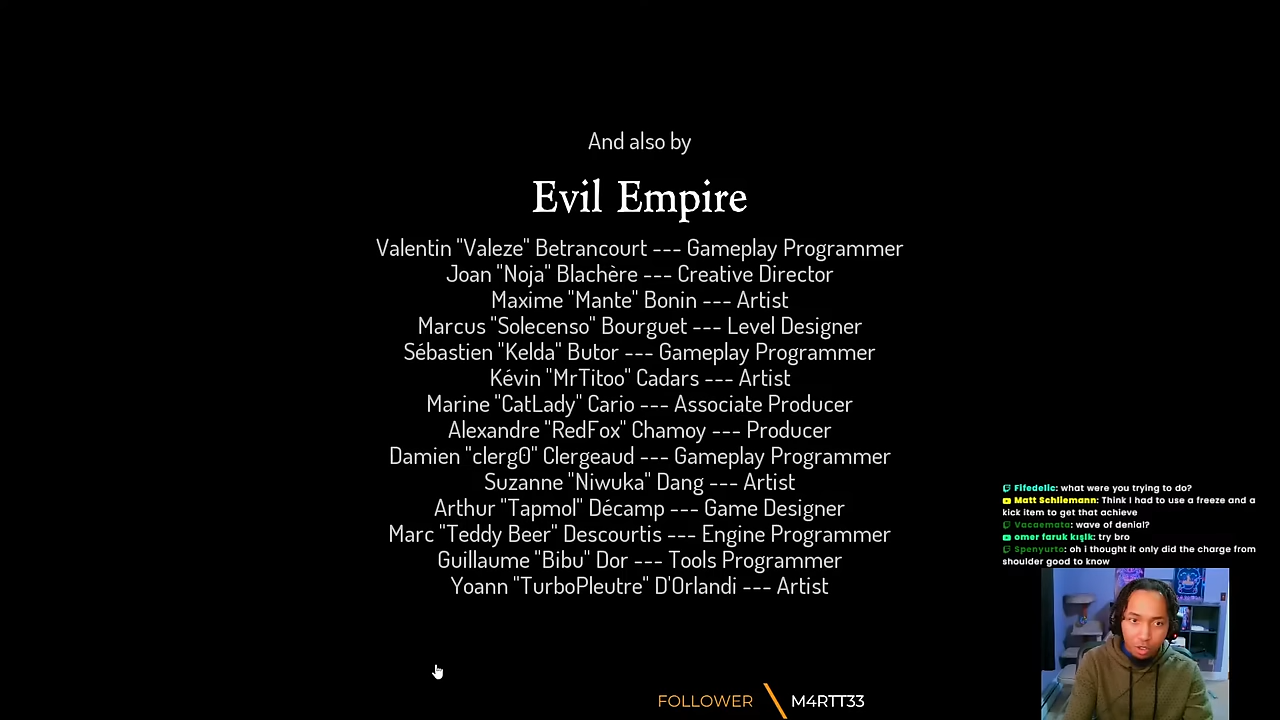 And also by
Evil Empire
Valentin "Valeze" Betrancourt --- Gameplay Programmer
Joan "Noja" Blachère --- Creative Director
Maxime "Mante" Bonin --- Artist
Marcus "Solecenso" Bourguet --- Level Designer
Sébastien "Kelda" Butor --- Gameplay Programmer
Kévin "MrTitoo" Cadars --- Artist
Marine "CatLady" Cario --- Associate Producer
Alexandre "RedFox" Chamoy --- Producer
Damien "clerg0" Clergeaud --- Gameplay Programmer
Suzanne "Niwuka" Dang --- Artist
Arthur "Tapmol" Décamp --- Game Designer
Marc "Teddy Beer" Descourtis --- Engine Programmer
Guillaume "Bibu" Dor --- Tools Programmer
Yoann "TurboPleutre" D'Orlandi --- Artist
Fifedelic: what were you trying to do?
Matt Schliemann: Think I had to use a freeze and a
kick item to get that achieve
Vacaemata: wave of denial?
omer faruk kışlk: try bro
Spenyurto: oh i thought it only did the charge from
shoulder good to know
FOLLOWER M4RTT33